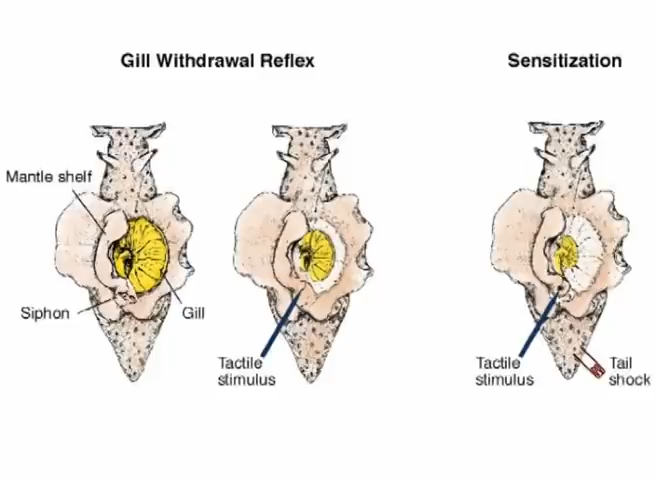 Gill Withdrawal Reflex
Sensitization
Mantle shelf
Siphon
Gill
Tactile
stimulus
Tactile
stimulus
Tail
shock